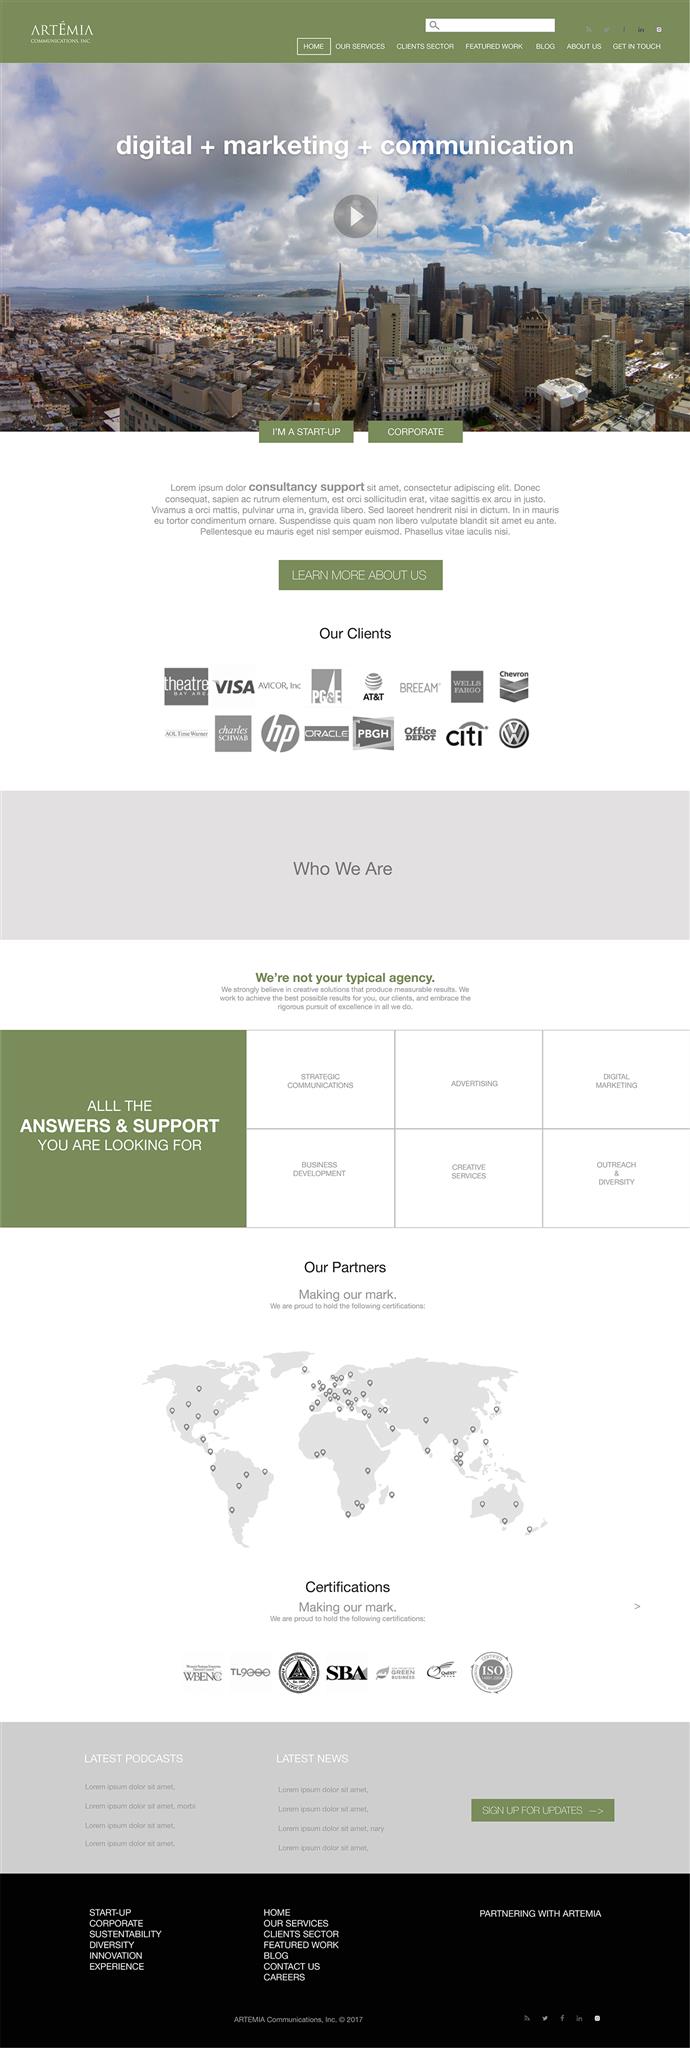 ARTÉMIA
COMMUNICATIONS, INC
HOME OUR SERVICES CLIENTS SECTOR FEATURED WORK BLOG ABOUT US GET IN TOUCH
digital + marketing + communication
I'M A START-UP CORPORATE
Lorem ipsum dolor consultancy support sit amet, consectetur adipiscing elit. Donec
consequat, sapien ac rutrum elementum, est orci sollicitudin erat, vitae sagittis ex arcu in justo.
Vivamus a orci mattis, pulvinar urna in, gravida libero. Sed laoreet hendrerit nisi in dictum. In in mauris
eu tortor condimentum ornare. Suspendisse quis quam non libero vulputate blandit sit amet eu ante.
Pellentesque eu mauris eget nisl semper euismod. Phasellus vitae iaculis nisi.
LEARN MORE ABOUT US
Our Clients
theatre
BAY AREA
VISA
AVICOR, Inc
PG&E
AT&T
BREEAM
WELLS
FARGO
Chevron
AOL Time Warner
charles
SCHWAB
hp
ORACLE
PBGH
Office
DEPOT
citi
VW
Who We Are
We're not your typical agency.
We strongly believe in creative solutions that produce measurable results. We
work to achieve the best possible results for you, our clients, and embrace the
rigorous pursuit of excellence in all we do.
ALLL THE
ANSWERS & SUPPORT
YOU ARE LOOKING FOR
STRATEGIC
COMMUNICATIONS
ADVERTISING
DIGITAL
MARKETING
BUSINESS
DEVELOPMENT
CREATIVE
SERVICES
OUTREACH
&
DIVERSITY
Our Partners
Making our mark.
We are proud to hold the following certifications:
Certifications
Making our mark.
>
We are proud to hold the following certifications:
WBENC
TL9000
SBA
GREEN
BUSINESS
QuEST
CERTIFIED
ISO
LATEST PODCASTS
Lorem ipsum dolor sit amet,
Lorem ipsum dolor sit amet, morbi
Lorem ipsum dolor sit amet,
Lorem ipsum dolor sit amet,
LATEST NEWS
Lorem ipsum dolor sit amet,
Lorem ipsum dolor sit amet,
Lorem ipsum dolor sit amet, nary
Lorem ipsum dolor sit amet,
SIGN UP FOR UPDATES —>
START-UP
CORPORATE
SUSTENTABILITY
DIVERSITY
INNOVATION
EXPERIENCE
HOME
OUR SERVICES
CLIENTS SECTOR
FEATURED WORK
BLOG
CONTACT US
CAREERS
PARTNERING WITH ARTEMIA
ARTEMIA Communications, Inc. © 2017